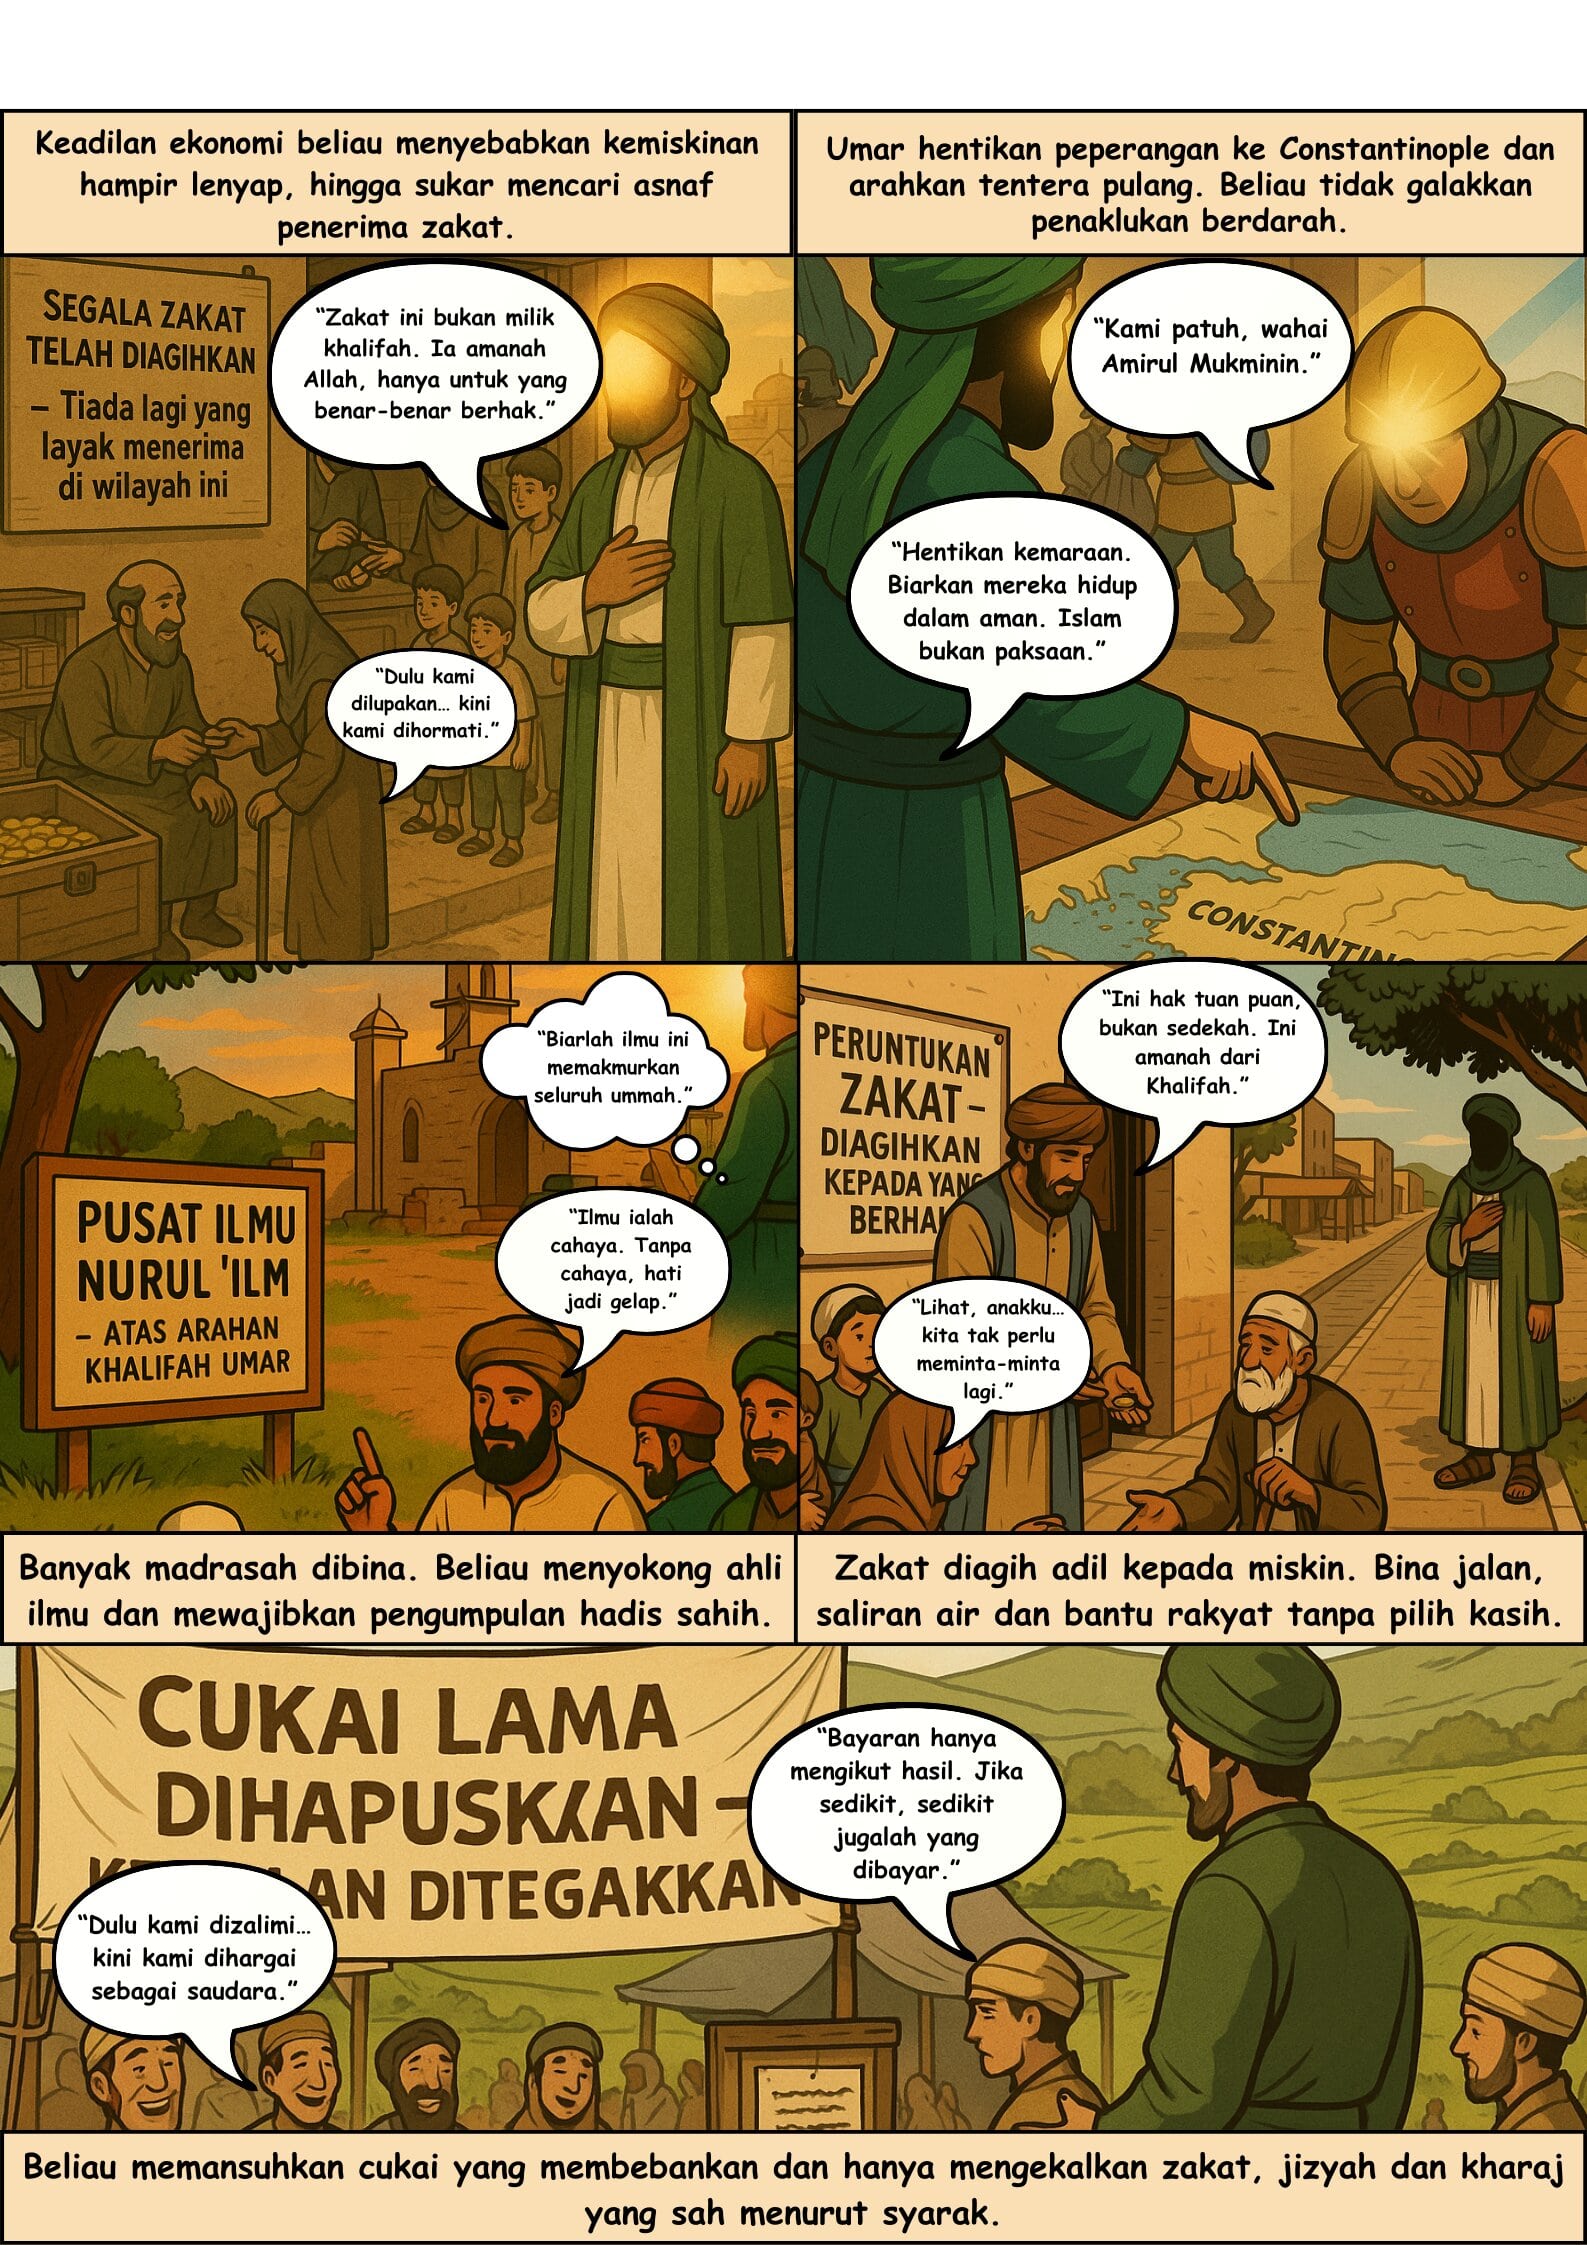 Keadilan ekonomi beliau menyebabkan kemiskinan
hampir lenyap, hingga sukar mencari asnaf
penerima zakat.
SEGALA ZAKAT
TELAH DIAGIHKAN
– Tiada lagi yang
layak menerima
di wilayah ini
“Zakat ini bukan milik
khalifah. Ia amanah
Allah, hanya untuk yang
benar-benar berhak.”
“Dulu kami
dilupakan… kini
kami dihormati.”
Umar hentikan peperangan ke Constantinople dan
arahkan tentera pulang. Beliau tidak galakkan
penaklukan berdarah.
“Kami patuh, wahai
Amirul Mukminin.”
“Hentikan kemaraan.
Biarkan mereka hidup
dalam aman. Islam
bukan paksaan.”
CONSTANTIN
“Biarlah ilmu ini
memakmurkan
seluruh ummah.”
PUSAT ILMU
NURUL 'ILM
– ATAS ARAHAN
KHALIFAH UMAR
“Ilmu ialah
cahaya. Tanpa
cahaya, hati
jadi gelap.”
Banyak madrasah dibina. Beliau menyokong ahli
ilmu dan mewajibkan pengumpulan hadis sahih.
PERUNTUKAN
ZAKAT –
DIAGIHKAN
KEPADA YANG
BERHAK
“Ini hak tuan puan,
bukan sedekah. Ini
amanah dari
Khalifah.”
“Lihat, anakku…
kita tak perlu
meminta-minta
lagi.”
Zakat diagih adil kepada miskin. Bina jalan,
saliran air dan bantu rakyat tanpa pilih kasih.
CUKAI LAMA
DIHAPUSKKAN –
AN DITEGAKKAN
“Bayaran hanya
mengikut hasil. Jika
sedikit, sedikit
jugalah yang
dibayar.”
“Dulu kami dizalimi…
kini kami dihargai
sebagai saudara.”
Beliau memansuhkan cukai yang membebankan dan hanya mengekalkan zakat, jizyah dan kharaj
yang sah menurut syarak.